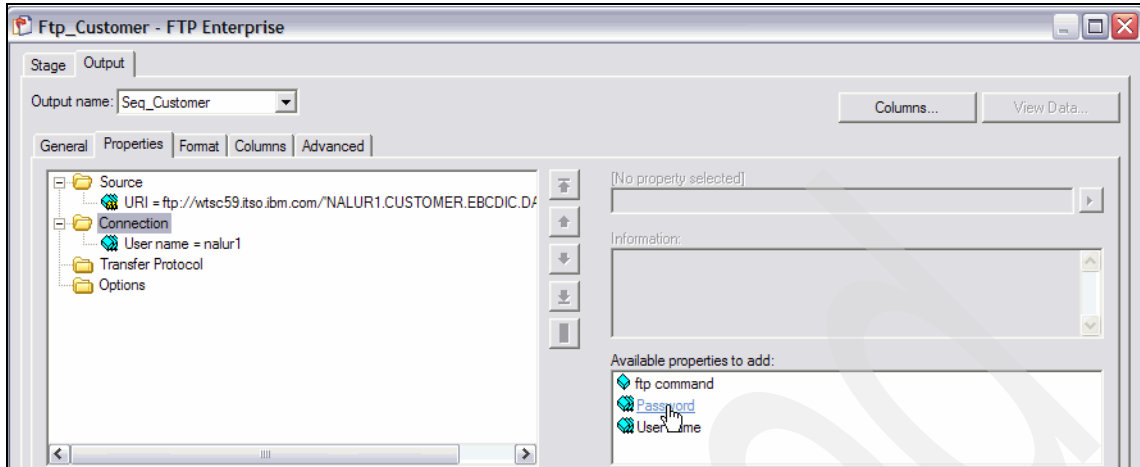 Ftp_Customer - FTP Enterprise
Stage Output
Output name: Seq_Customer
Columns... View Data...
General Properties Format Columns Advanced
Source
URI = ftp://wtsc59.itso.ibm.com/'NALUR1.CUSTOMER.EBCDIC.DA
Connection
User name = nalur1
Transfer Protocol
Options
[No property selected]
Information:
Available properties to add:
ftp command
Password
User name